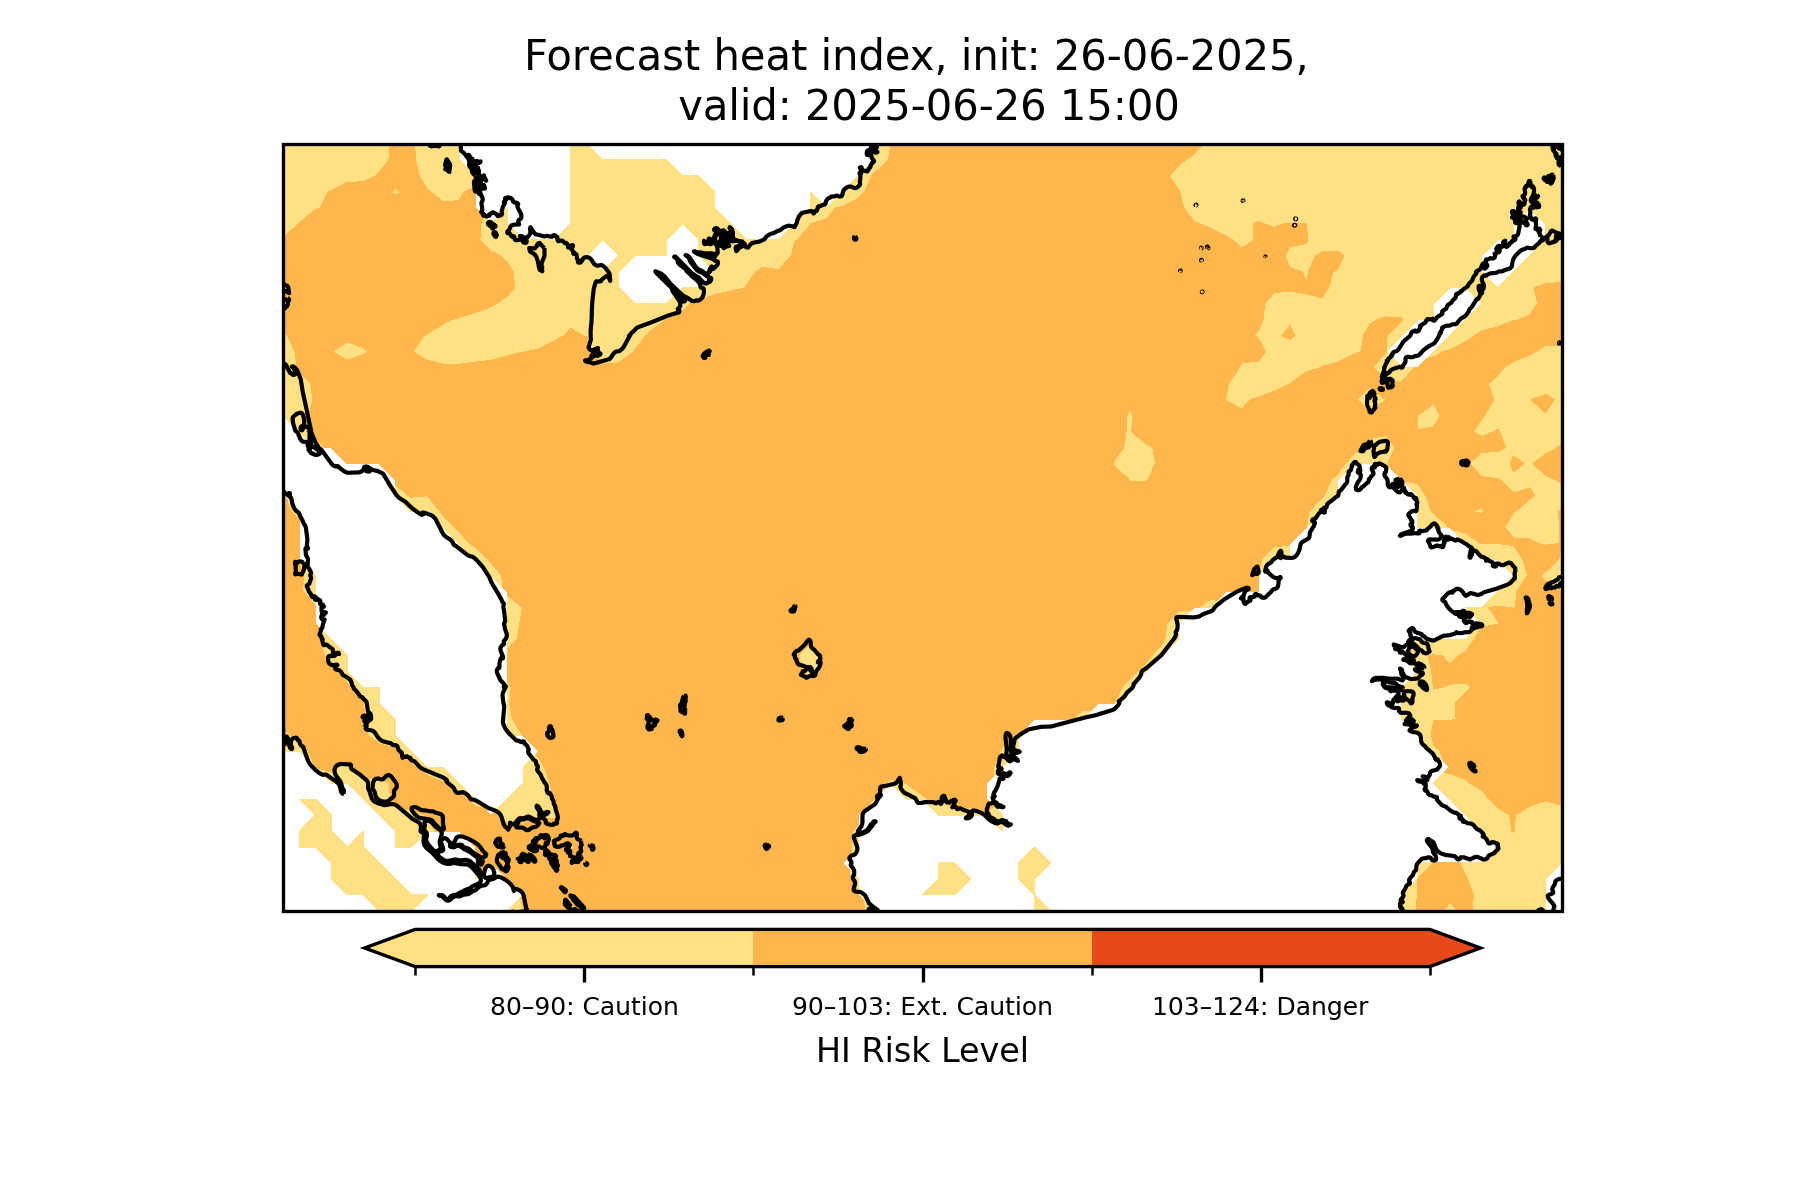 Forecast heat index, init: 26-06-2025,
valid: 2025-06-26 15:00
80–90: Caution
90–103: Ext. Caution
103–124: Danger
HI Risk Level